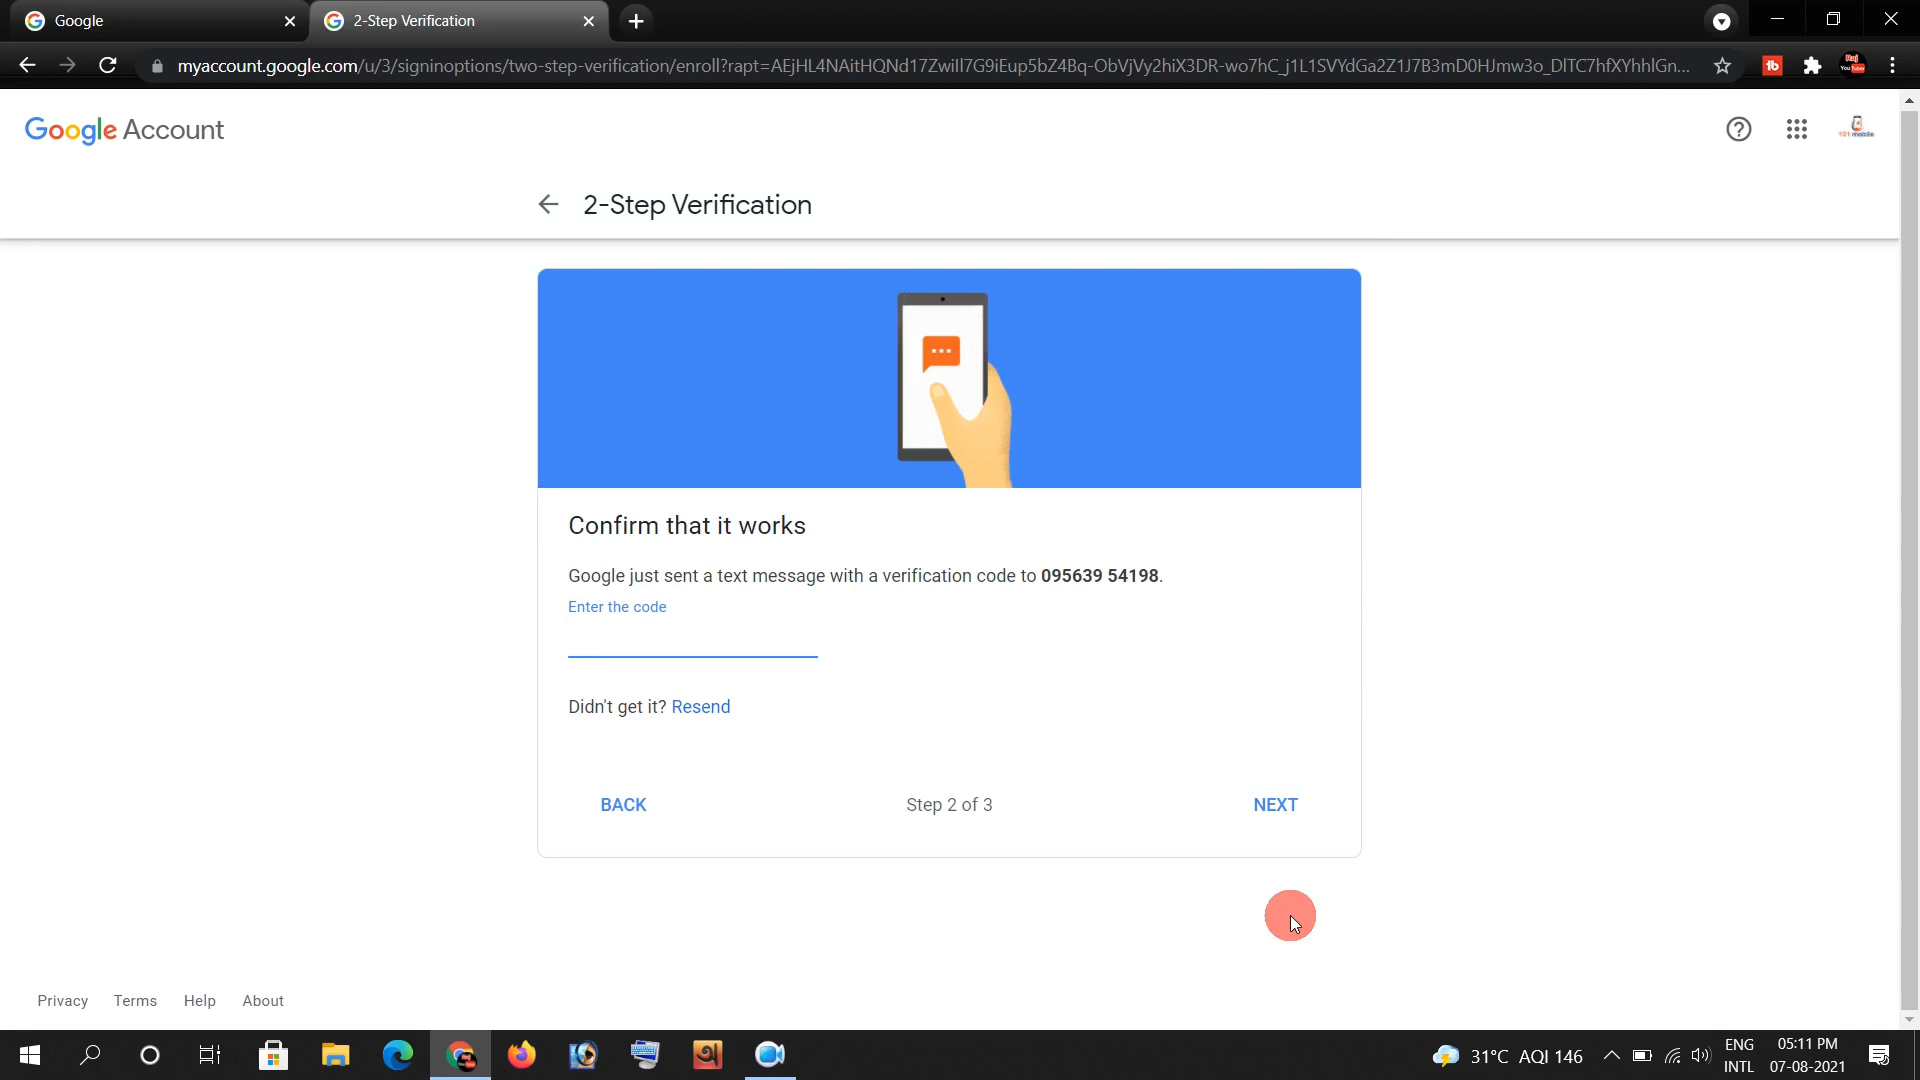 Google
2-Step Verification
myaccount.google.com/u/3/signinoptions/two-step-verification/enroll?rapt=AEjHL4NAitHQNd17ZwiIl7G9iEup5bZ4Bq-ObVjVy2hiX3DR-wo7hC_j1L1SVYdGa2Z1J7B3mD0HJmw3o_DlTC7hfXYhhlGn...
Google Account
101 mobile
2-Step Verification
Confirm that it works
Google just sent a text message with a verification code to 095639 54198.
Enter the code
Didn't get it? Resend
BACK
Step 2 of 3
NEXT
Privacy Terms Help About
31°C AQI 146
ENG
INTL
05:11 PM
07-08-2021